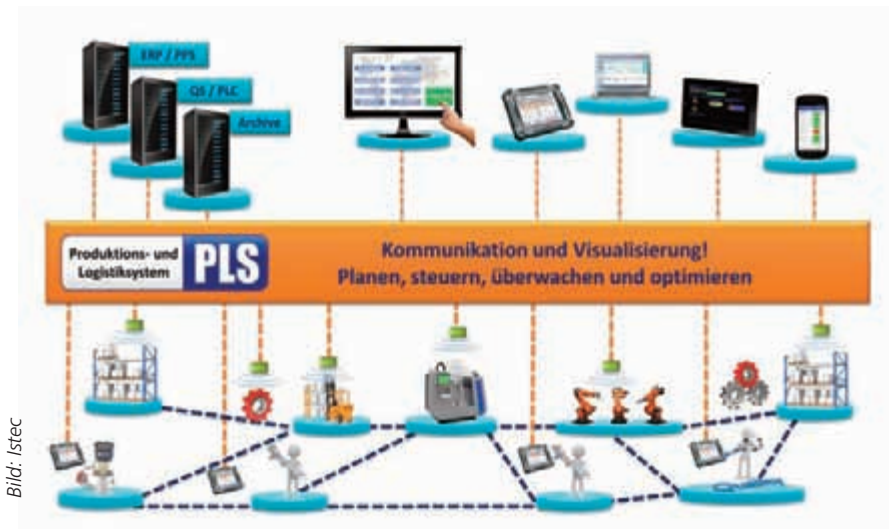 ERP / PPS
QS / PLC
Archive
Produktions- und
Logistiksystem
PLS
Kommunikation und Visualisierung!
Planen, steuern, überwachen und optimieren
Bild: Istec